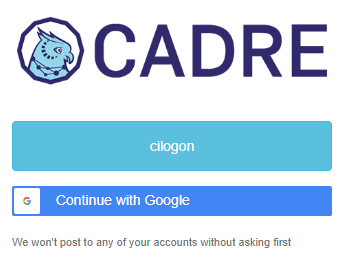 CADRE
cilogon
Continue with Google
We won't post to any of your accounts without asking first